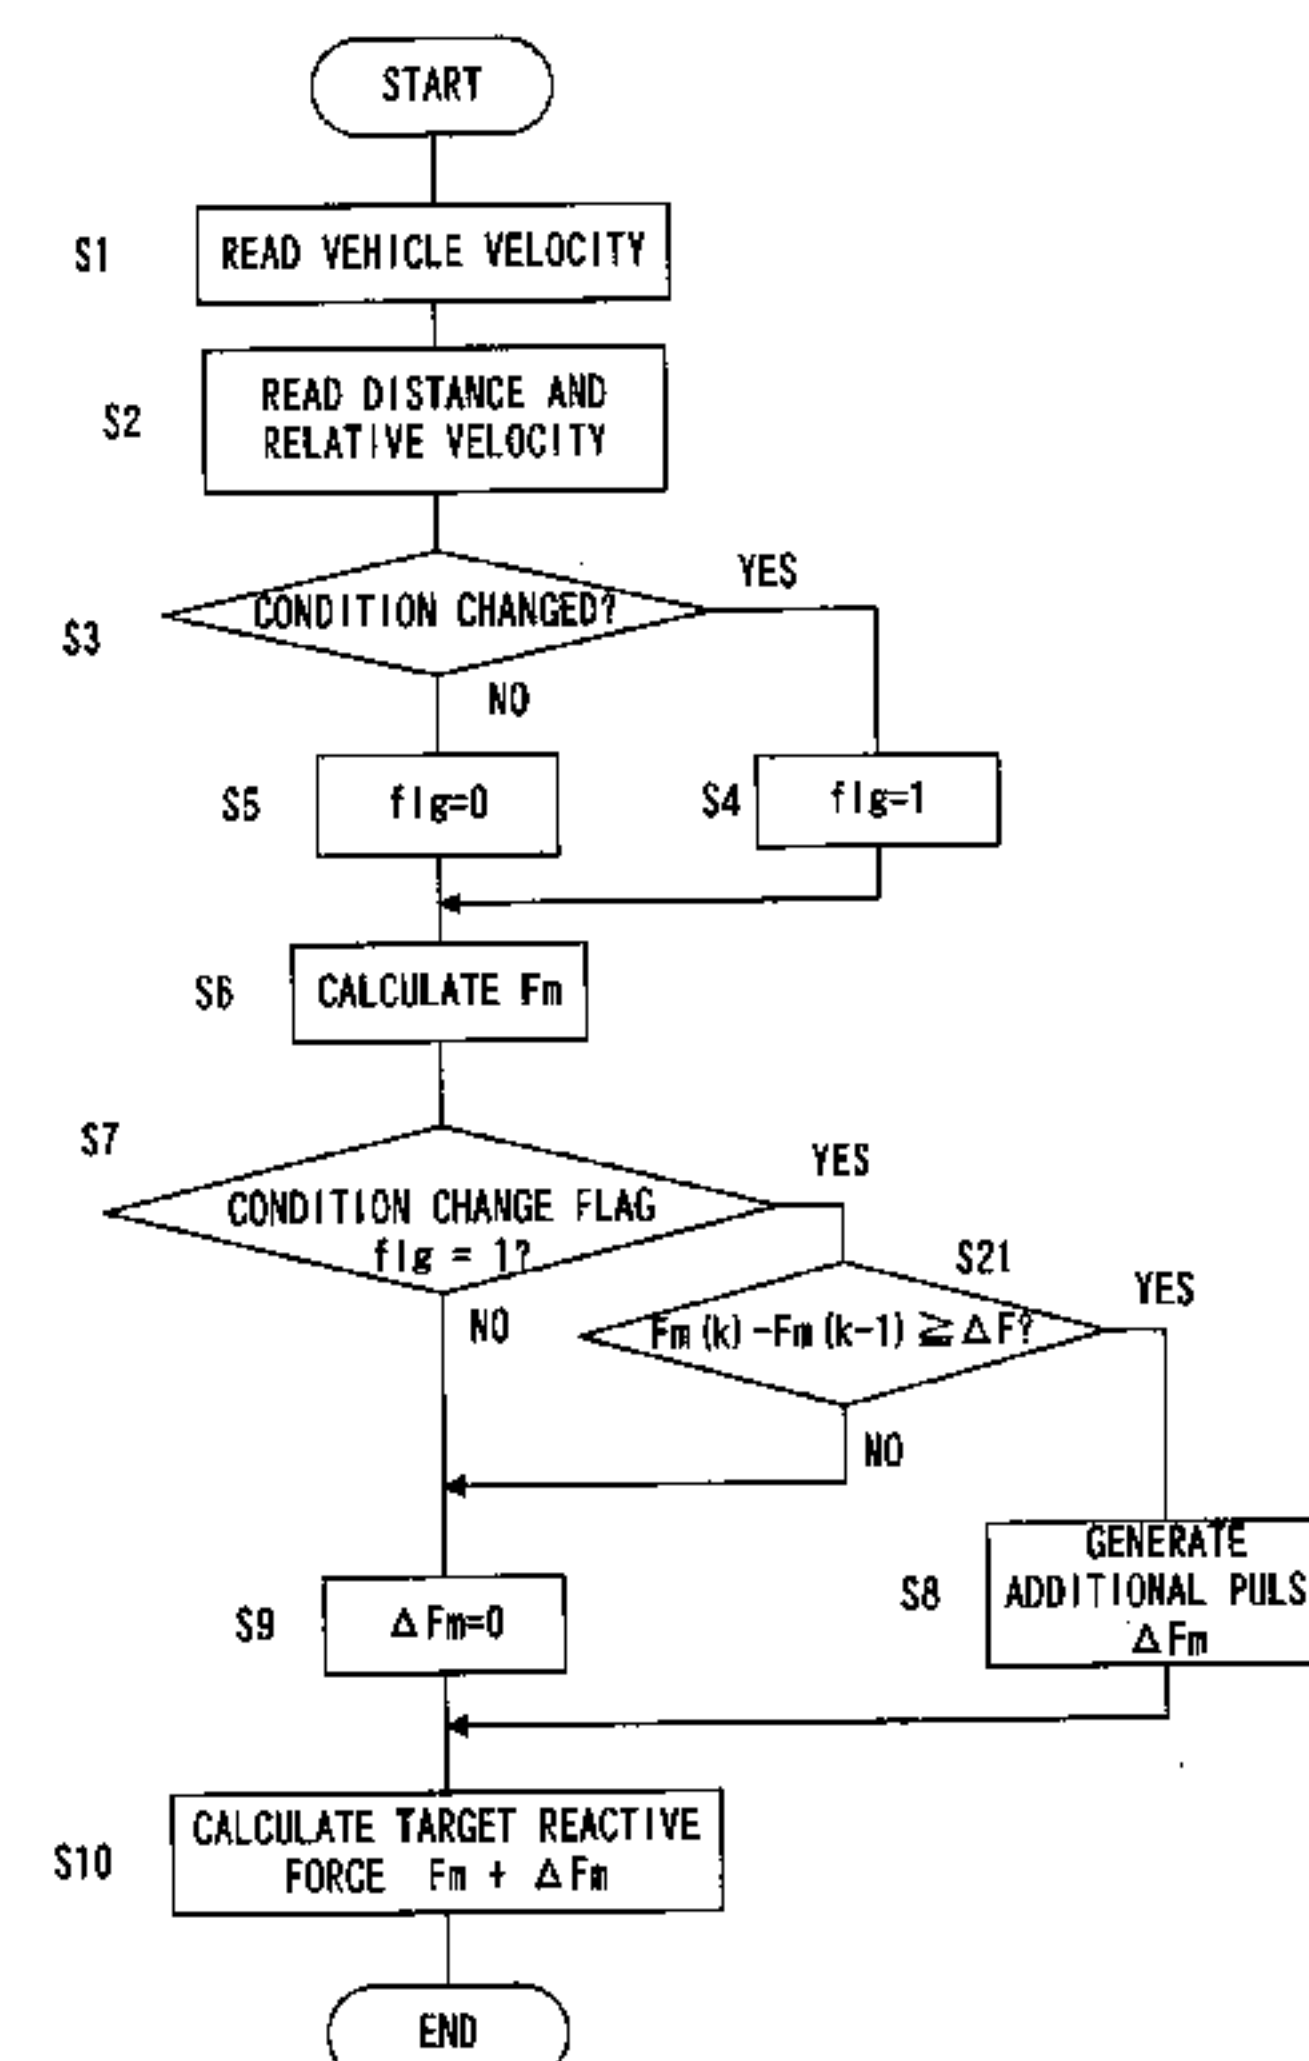 START
S1
READ VEHICLE VELOCITY
S2
READ DISTANCE AND
RELATIVE VELOCITY
S3
CONDITION CHANGED?
YES
NO
S5
flg=0
S4
flg=1
S6
CALCULATE Fm
S7
CONDITION CHANGE FLAG
flg = 1?
YES
NO
S21
Fm(k)-Fm(k-1)≧ΔF?
YES
NO
S8
GENERATE
ADDITIONAL PULS
ΔFm
S9
ΔFm=0
S10
CALCULATE TARGET REACTIVE
FORCE Fm + ΔFm
END